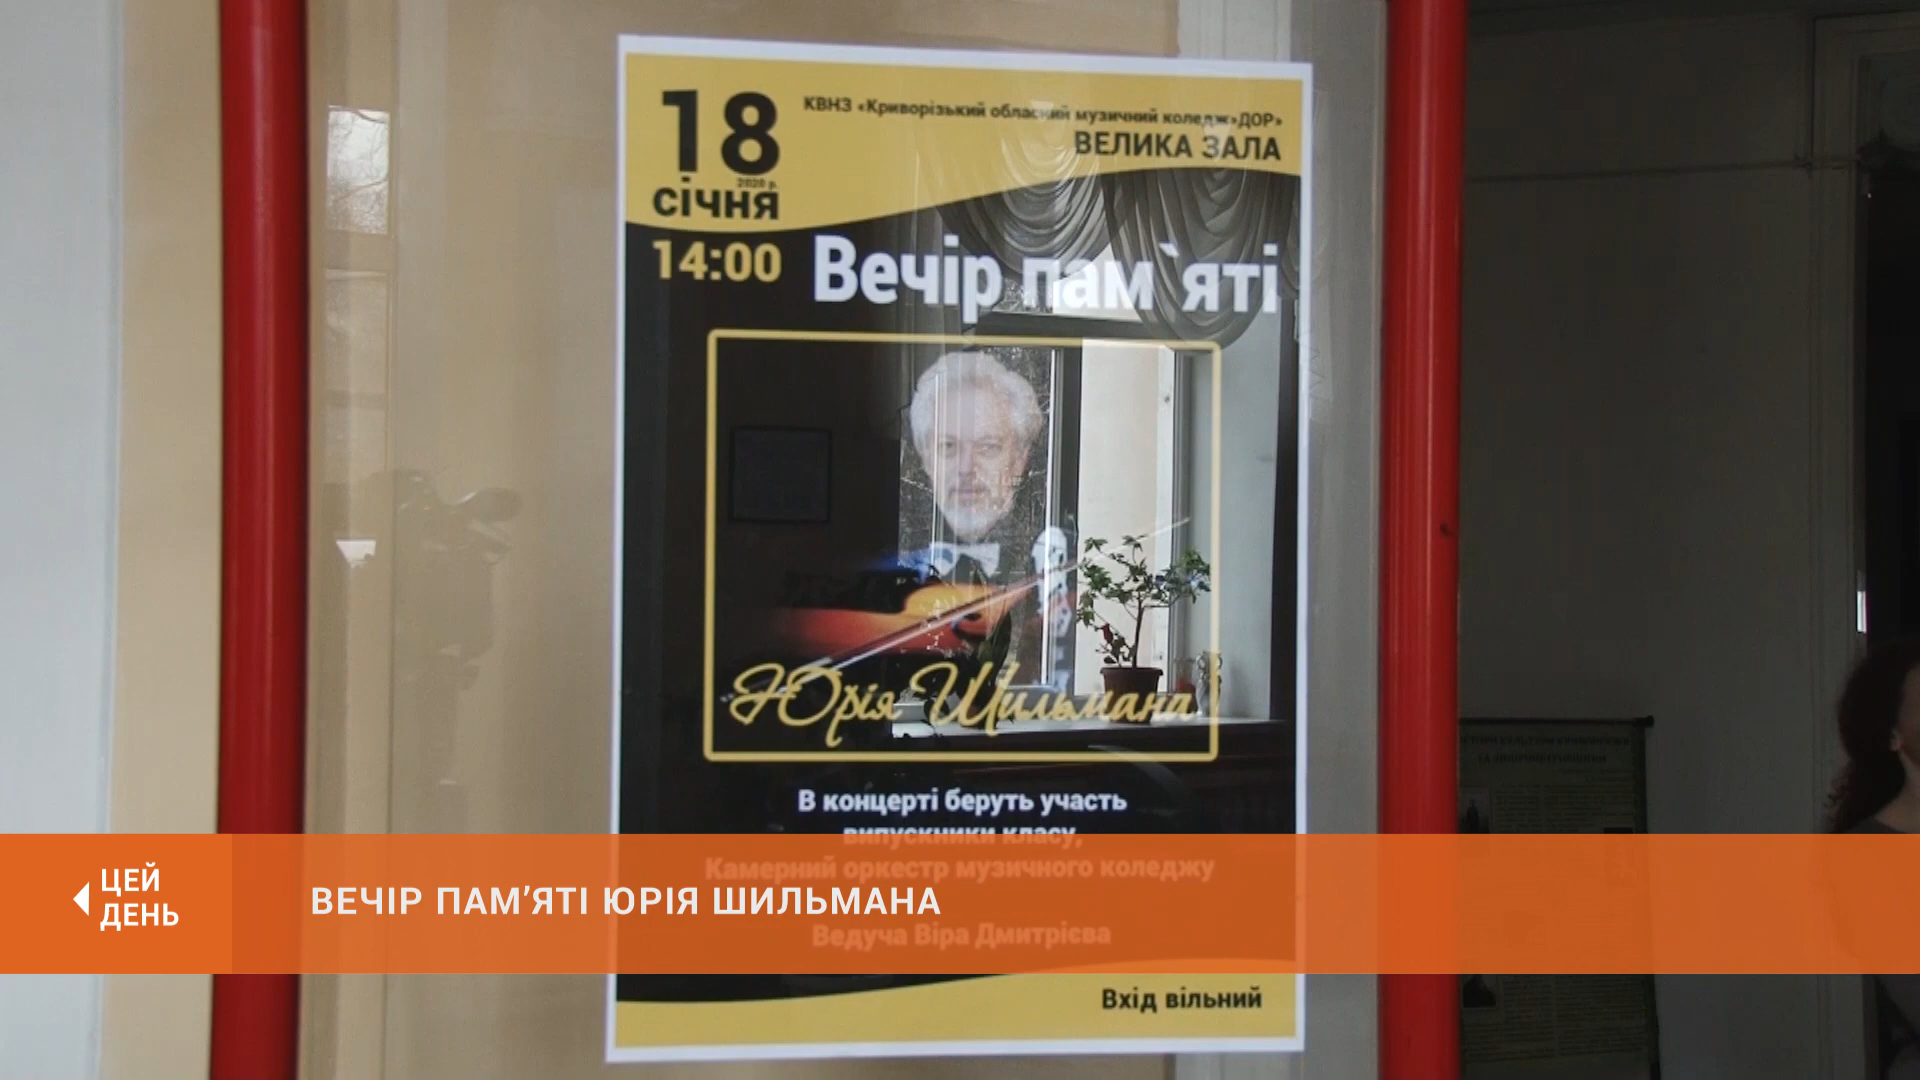 18
2020 р.
січня
14:00
КВНЗ «Криворізький обласний музичний коледж»ДОР»
ВЕЛИКА ЗАЛА
Вечір пам`яті
Юрія Шильмана
В концерті беруть участь
випускники класу,
Камерний оркестр музичного коледжу
Ведуча Віра Дмитрієва
Вхід вільний
ЦЕЙ
ДЕНЬ
ВЕЧІР ПАМ’ЯТІ ЮРІЯ ШИЛЬМАНА